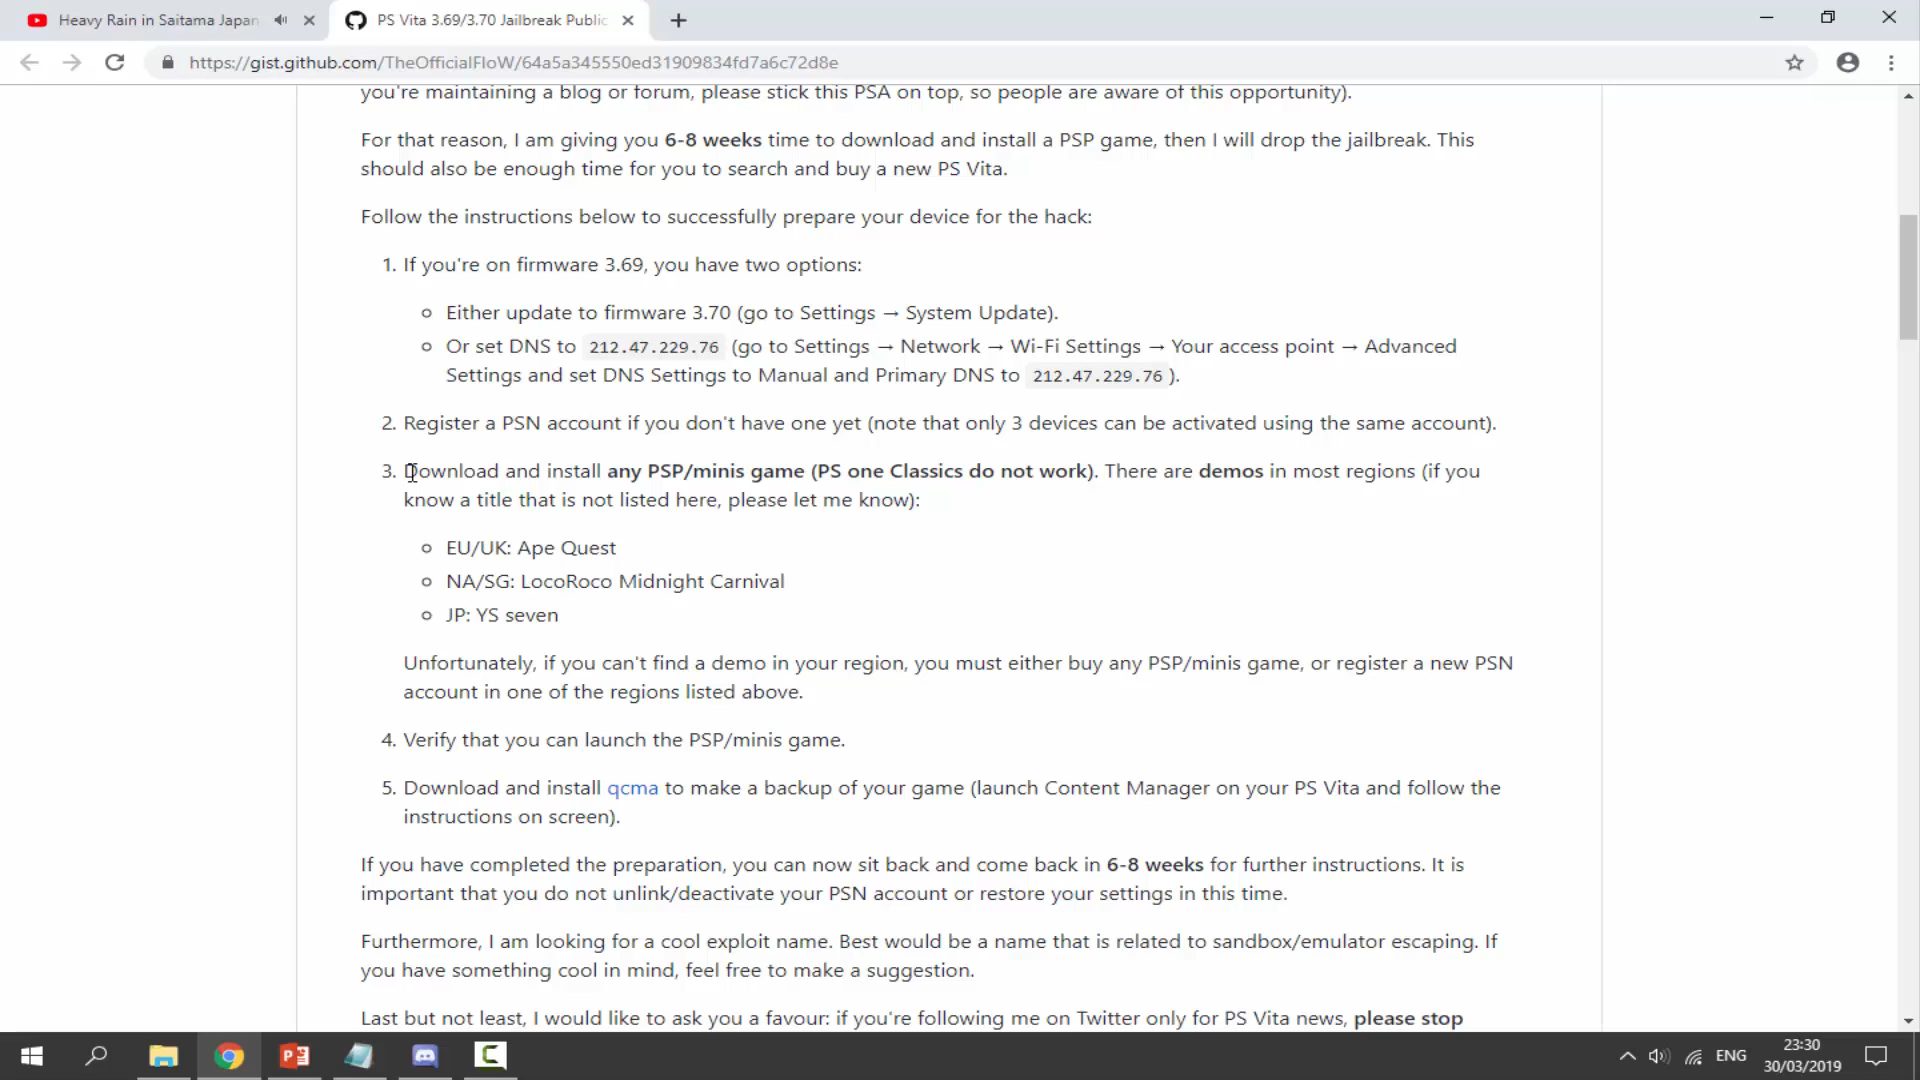 Heavy Rain in Saitama Japan
PS Vita 3.69/3.70 Jailbreak Public
https://gist.github.com/TheOfficialFloW/64a5a345550ed31909834fd7a6c72d8e
you're maintaining a blog or forum, please stick this PSA on top, so people are aware of this opportunity).
For that reason, I am giving you 6-8 weeks time to download and install a PSP game, then I will drop the jailbreak. This
should also be enough time for you to search and buy a new PS Vita.
Follow the instructions below to successfully prepare your device for the hack:
1. If you're on firmware 3.69, you have two options:
Either update to firmware 3.70 (go to Settings → System Update).
Or set DNS to 212.47.229.76 (go to Settings → Network → Wi-Fi Settings → Your access point → Advanced
Settings and set DNS Settings to Manual and Primary DNS to 212.47.229.76 ).
2. Register a PSN account if you don't have one yet (note that only 3 devices can be activated using the same account).
3. Download and install any PSP/minis game (PS one Classics do not work). There are demos in most regions (if you
know a title that is not listed here, please let me know):
EU/UK: Ape Quest
NA/SG: LocoRoco Midnight Carnival
JP: YS seven
Unfortunately, if you can't find a demo in your region, you must either buy any PSP/minis game, or register a new PSN
account in one of the regions listed above.
4. Verify that you can launch the PSP/minis game.
5. Download and install qcma to make a backup of your game (launch Content Manager on your PS Vita and follow the
instructions on screen).
If you have completed the preparation, you can now sit back and come back in 6-8 weeks for further instructions. It is
important that you do not unlink/deactivate your PSN account or restore your settings in this time.
Furthermore, I am looking for a cool exploit name. Best would be a name that is related to sandbox/emulator escaping. If
you have something cool in mind, feel free to make a suggestion.
Last but not least, I would like to ask you a favour: if you're following me on Twitter only for PS Vita news, please stop
ENG
23:30
30/03/2019